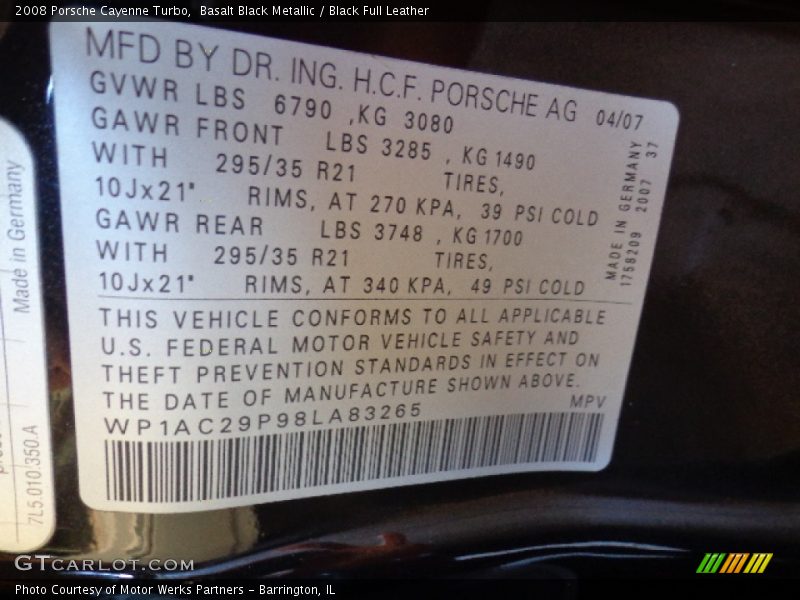 2008 Porsche Cayenne Turbo,  Basalt Black Metallic / Black Full Leather
MFD BY DR. ING. H.C.F. PORSCHE AG 04/07
GVWR LBS 6790 ,KG 3080
GAWR FRONT LBS 3285 , KG 1490
WITH 295/35 R21 TIRES,
10Jx21" RIMS, AT 270 KPA, 39 PSI COLD
GAWR REAR LBS 3748 , KG 1700
WITH 295/35 R21 TIRES,
10Jx21" RIMS, AT 340 KPA, 49 PSI COLD
MADE IN GERMANY
1758209 2007 37
THIS VEHICLE CONFORMS TO ALL APPLICABLE
U.S. FEDERAL MOTOR VEHICLE SAFETY AND
THEFT PREVENTION STANDARDS IN EFFECT ON
THE DATE OF MANUFACTURE SHOWN ABOVE.
WP1AC29P98LA83265 MPV
Made in Germany
7L5.010.350.A
GTCARLOT.COM
Photo Courtesy of Motor Werks Partners - Barrington, IL